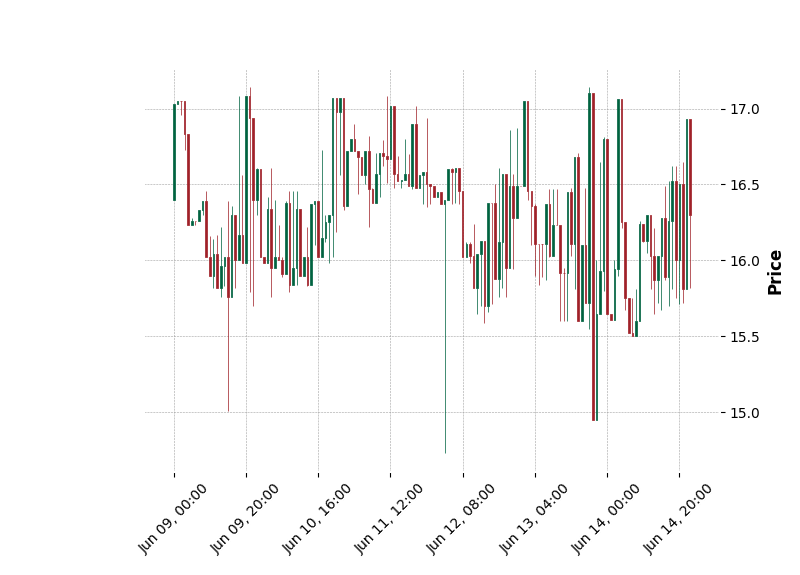 17.0
16.5
16.0
15.5
15.0
Price
Jun 09, 00:00
Jun 09, 20:00
Jun 10, 16:00
Jun 11, 12:00
Jun 12, 08:00
Jun 13, 04:00
Jun 14, 00:00
Jun 14, 20:00